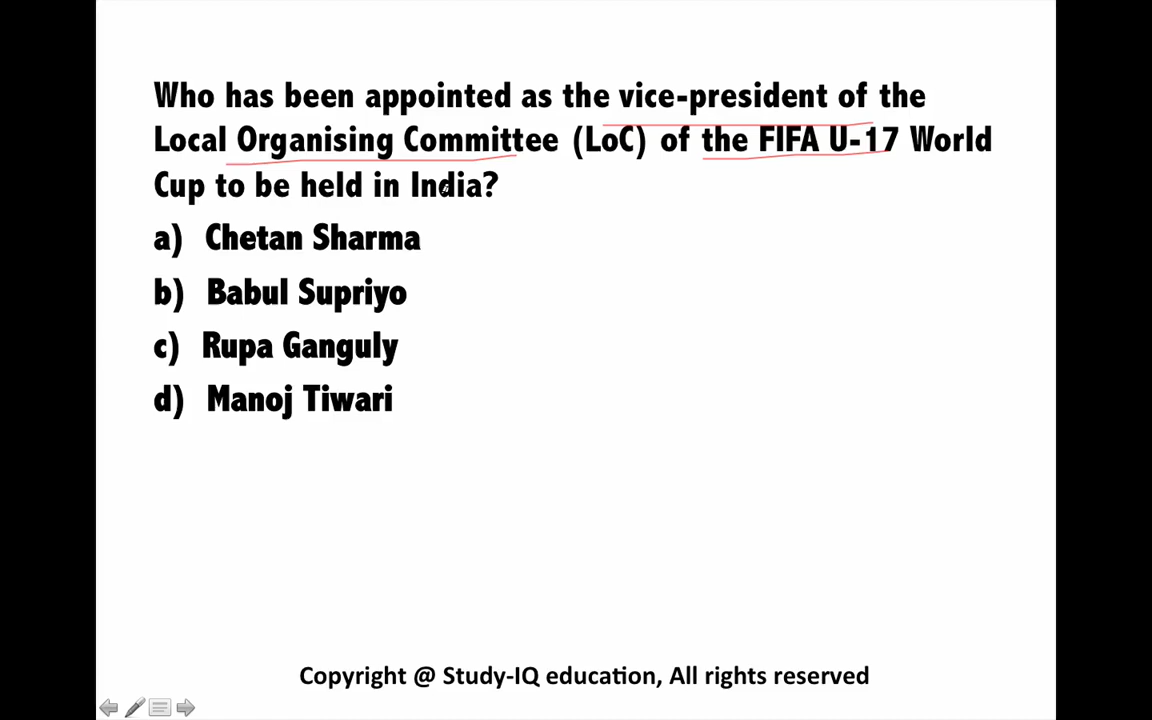 Who has been appointed as the vice-president of the
Local Organising Committee (LoC) of the FIFA U-17 World
Cup to be held in India?
a) Chetan Sharma
b) Babul Supriyo
c) Rupa Ganguly
d) Manoj Tiwari
Copyright @ Study-IQ education, All rights reserved